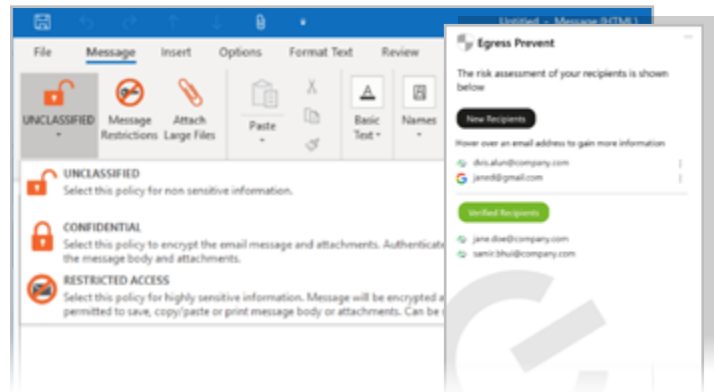 Untitled - Message (HTML)
File Message Insert Options Format Text Review
UNCLASSIFIED
Message Restrictions
Attach Large Files
Paste
Basic Text
Names
UNCLASSIFIED
Select this policy for non sensitive information.
CONFIDENTIAL
Select this policy to encrypt the email message and attachments. Authenticate
the message body and attachments.
RESTRICTED ACCESS
Select this policy for highly sensitive information. Message will be encrypted a
permitted to save, copy/paste or print message body or attachments. Can be
Egress Prevent
The risk assessment of your recipients is shown
below
New Recipients
Hover over an email address to gain more information
dvis.alun@company.com
janed@gmail.com
Verified Recipients
jane.doe@company.com
samir.bhui@company.com